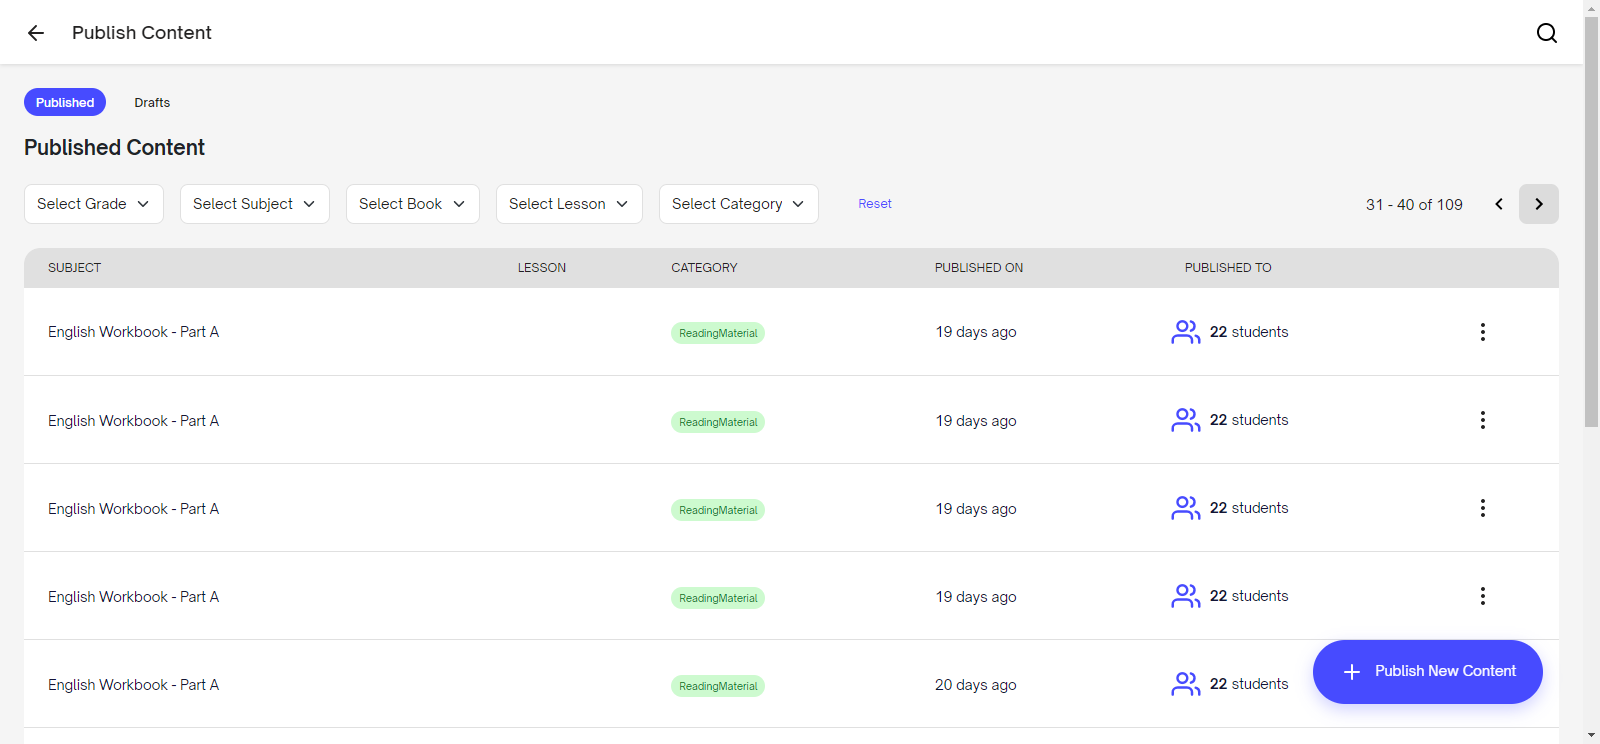 Publish Content
Published Drafts
Published Content
Select Grade Select Subject Select Book Select Lesson Select Category Reset 31 - 40 of 109
SUBJECT LESSON CATEGORY PUBLISHED ON PUBLISHED TO
English Workbook - Part A ReadingMaterial 19 days ago 22 students
English Workbook - Part A ReadingMaterial 19 days ago 22 students
English Workbook - Part A ReadingMaterial 19 days ago 22 students
English Workbook - Part A ReadingMaterial 19 days ago 22 students
English Workbook - Part A ReadingMaterial 20 days ago 22 students
Publish New Content